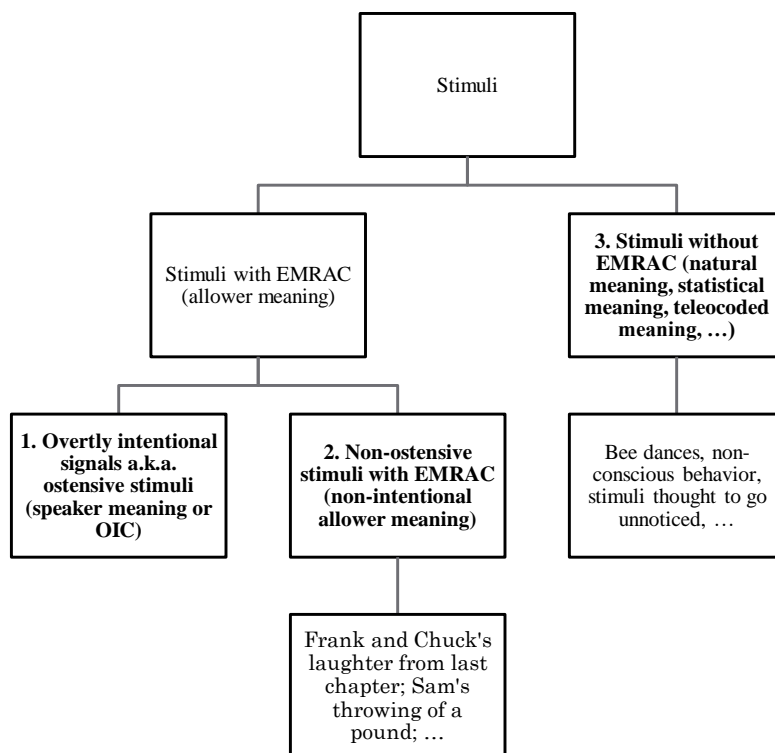 Stimuli
Stimuli with EMRAC
(allower meaning)
3. Stimuli without
EMRAC (natural
meaning, statistical
meaning, teleocoded
meaning, …)
1. Overtly intentional
signals a.k.a.
ostensive stimuli
(speaker meaning or
OIC)
2. Non-ostensive
stimuli with EMRAC
(non-intentional
allower meaning)
Bee dances, non-
conscious behavior,
stimuli thought to go
unnoticed, …
Frank and Chuck's
laughter from last
chapter; Sam's
throwing of a
pound; …